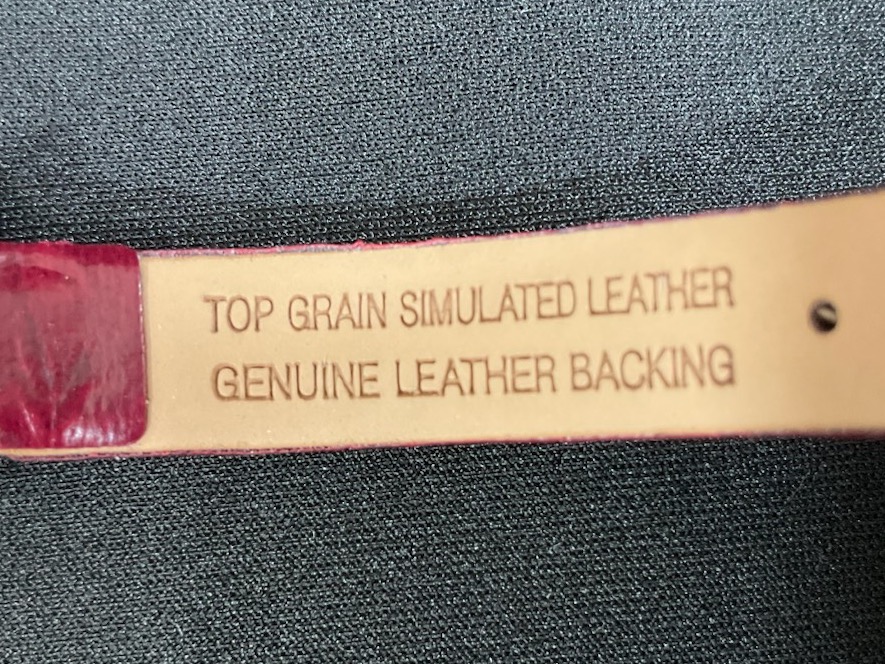 TOP GRAIN SIMULATED LEATHER
GENUINE LEATHER BACKING